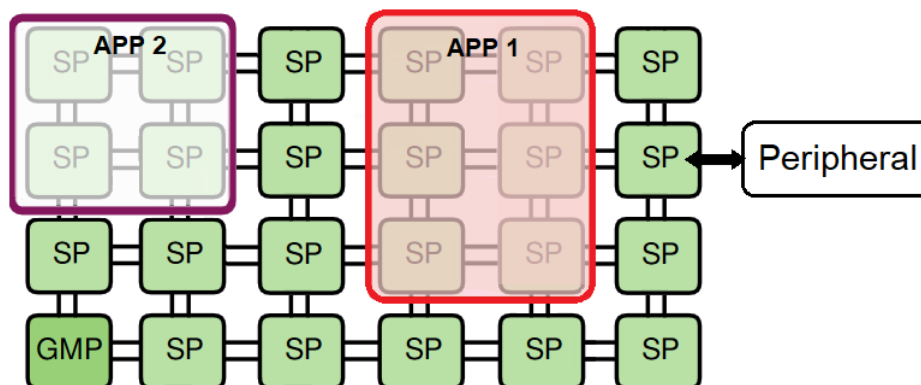 APP 2 APP 1
SP SP SP SP SP SP
SP SP SP SP SP SP Peripheral
SP SP SP SP SP SP
GMP SP SP SP SP SP